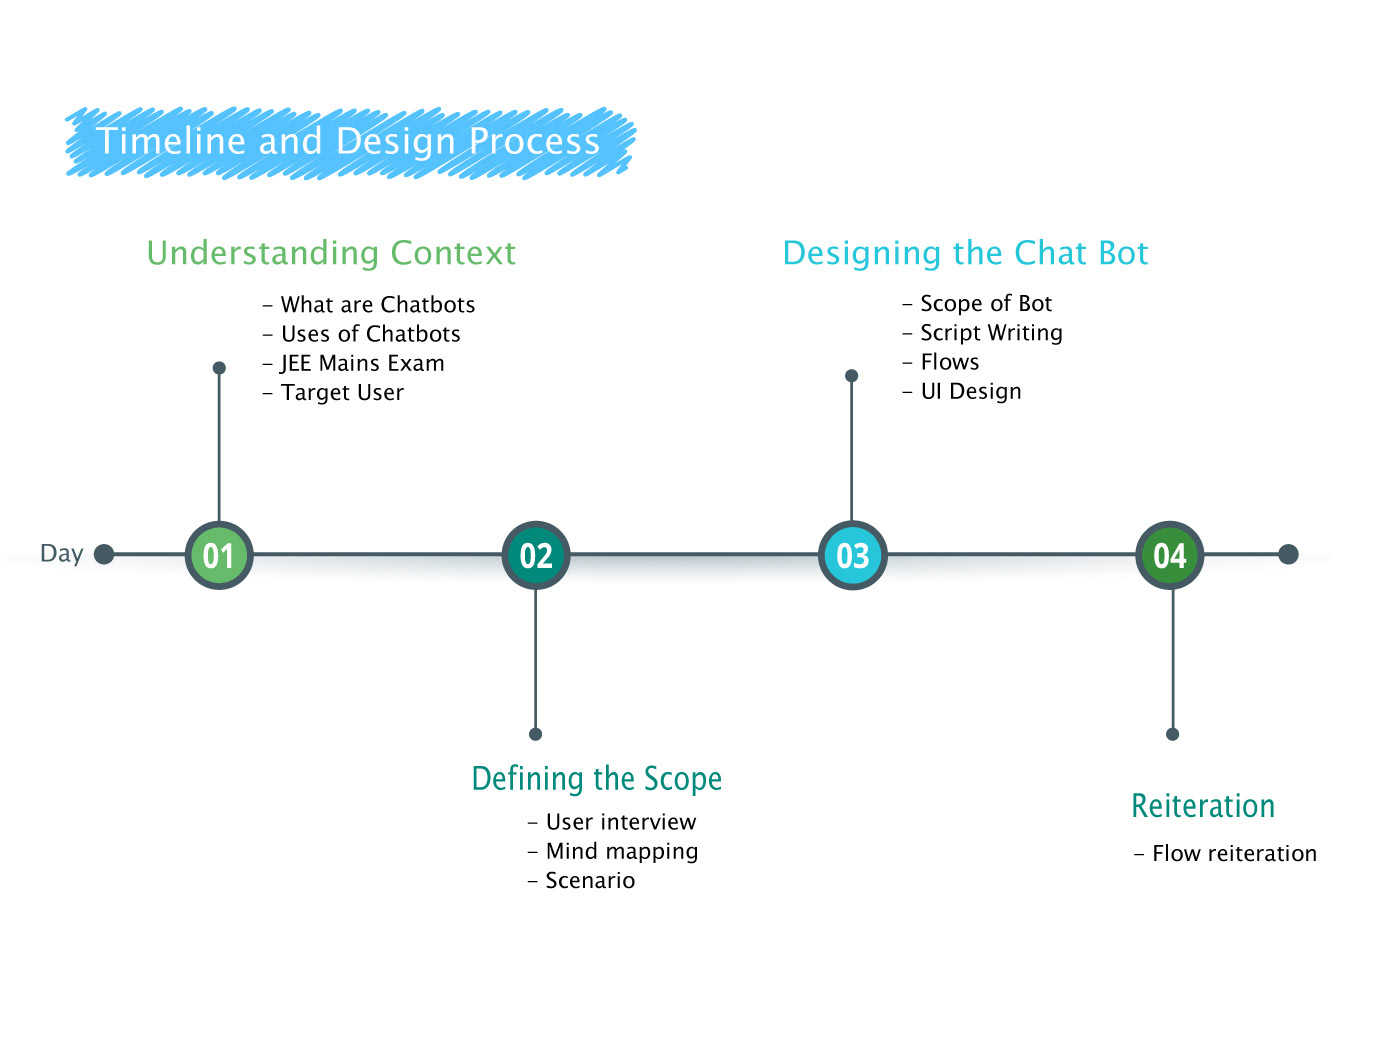 Timeline and Design Process
Understanding Context
– What are Chatbots
– Uses of Chatbots
– JEE Mains Exam
– Target User
Designing the Chat Bot
– Scope of Bot
– Script Writing
– Flows
– UI Design
Day
01
02
03
04
Defining the Scope
– User interview
– Mind mapping
– Scenario
Reiteration
– Flow reiteration